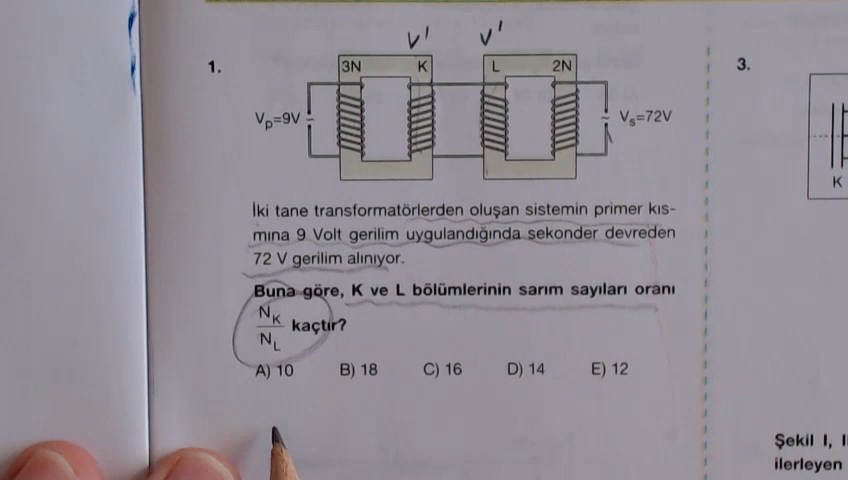 V' V'
1.
3N K L 2N
Vp=9V
Vs=72V
İki tane transformatörlerden oluşan sistemin primer kıs-
mına 9 Volt gerilim uygulandığında sekonder devreden
72 V gerilim alınıyor.
Buna göre, K ve L bölümlerinin sarım sayıları oranı
NK
kaçtır?
NL
A) 10 B) 18 C) 16 D) 14 E) 12
3.
K
Şekil I, I
ilerleyen